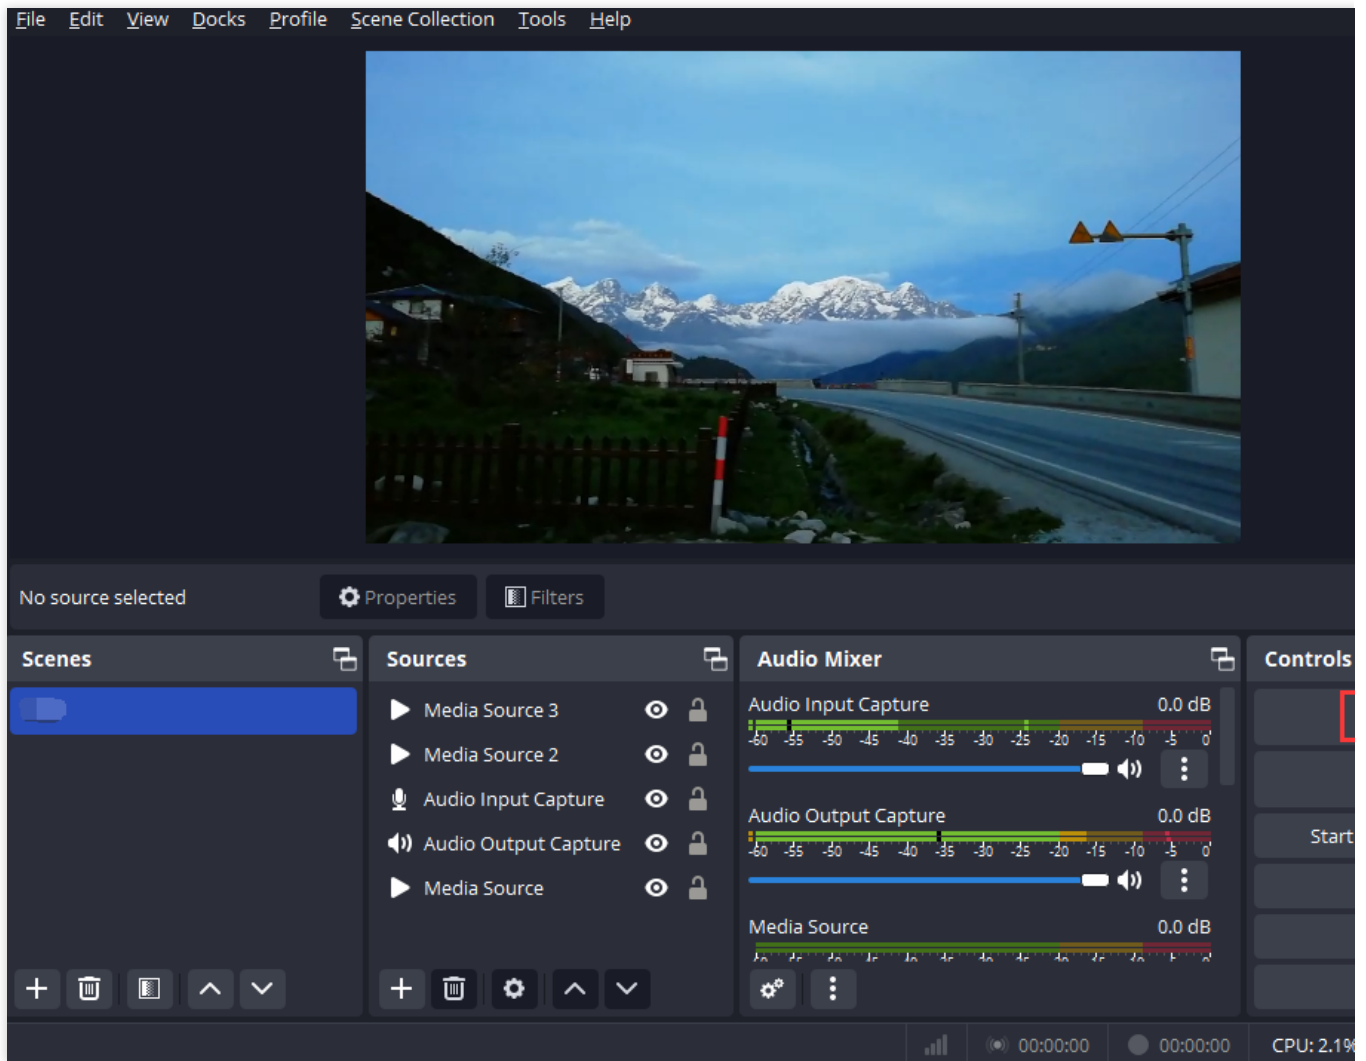 File Edit View Docks Profile Scene Collection Tools Help
No source selected Properties Filters
Scenes
Sources
Media Source 3
Media Source 2
Audio Input Capture
Audio Output Capture
Media Source
Audio Mixer
Audio Input Capture 0.0 dB
-60 -55 -50 -45 -40 -35 -30 -25 -20 -15 -10 -5 0
Audio Output Capture 0.0 dB
-60 -55 -50 -45 -40 -35 -30 -25 -20 -15 -10 -5 0
Media Source 0.0 dB
Controls
Start
00:00:00 00:00:00 CPU: 2.1%